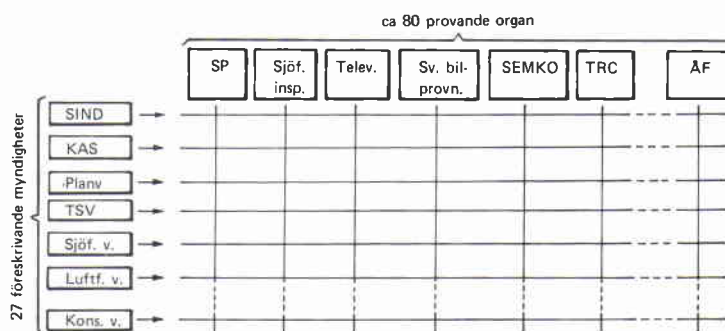 ca 80 provande organ
SP
Sjöf.
insp.
Telev.
Sv. bil-
provn.
SEMKO
TRC
ÅF
27 föreskrivande myndigheter
SIND
KAS
Planv
TSV
Sjöf. v.
Luftf. v.
Kons. v.